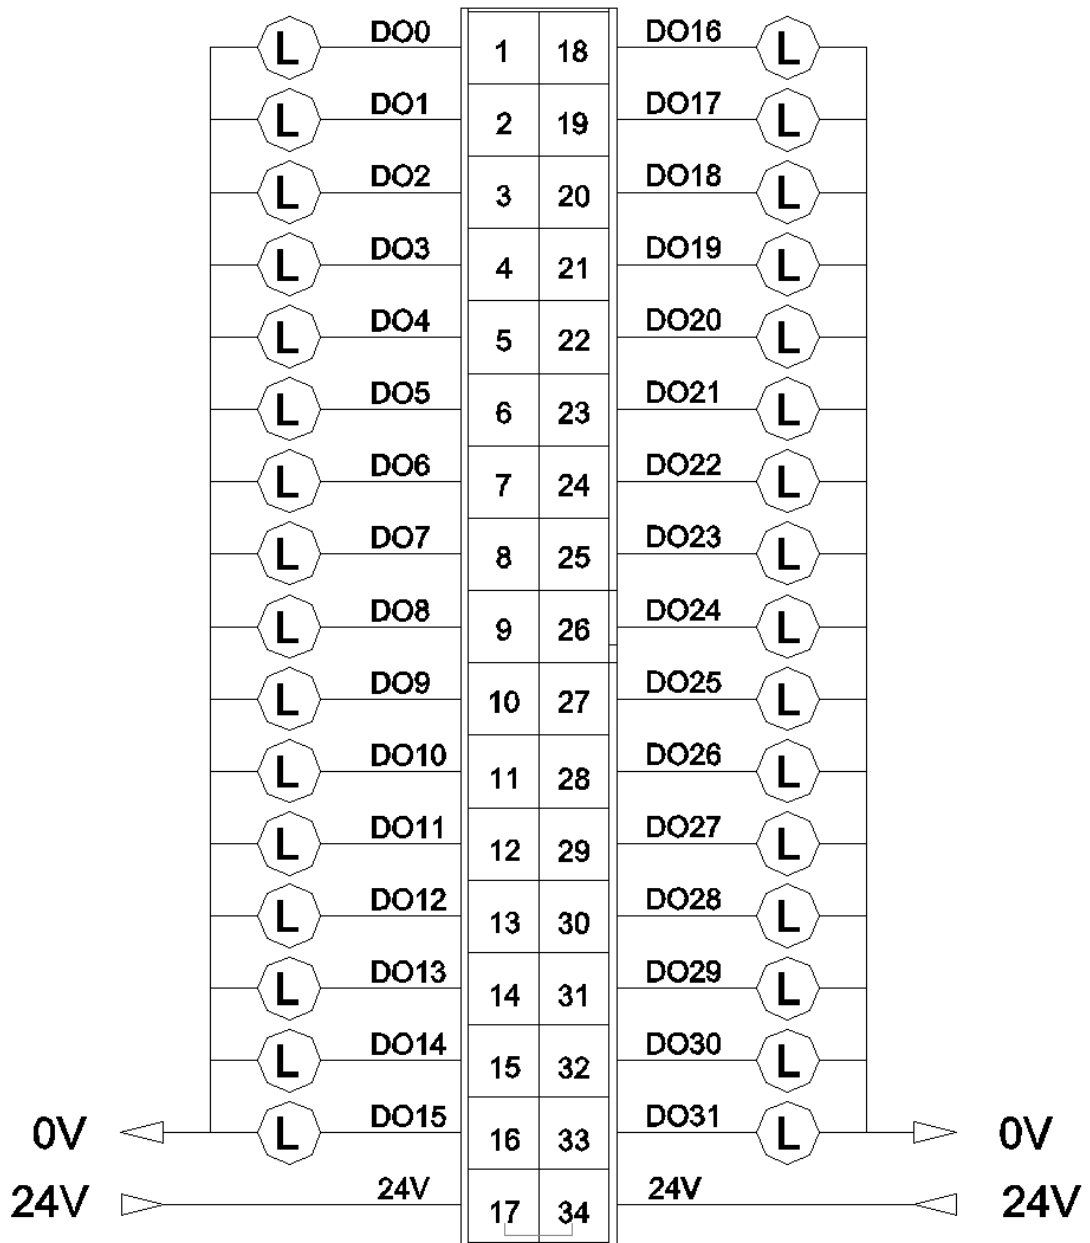 L DO0 1 18 DO16 L
L DO1 2 19 DO17 L
L DO2 3 20 DO18 L
L DO3 4 21 DO19 L
L DO4 5 22 DO20 L
L DO5 6 23 DO21 L
L DO6 7 24 DO22 L
L DO7 8 25 DO23 L
L DO8 9 26 DO24 L
L DO9 10 27 DO25 L
L DO10 11 28 DO26 L
L DO11 12 29 DO27 L
L DO12 13 30 DO28 L
L DO13 14 31 DO29 L
L DO14 15 32 DO30 L
0V L DO15 16 33 DO31 L 0V
24V 24V 17 34 24V 24V